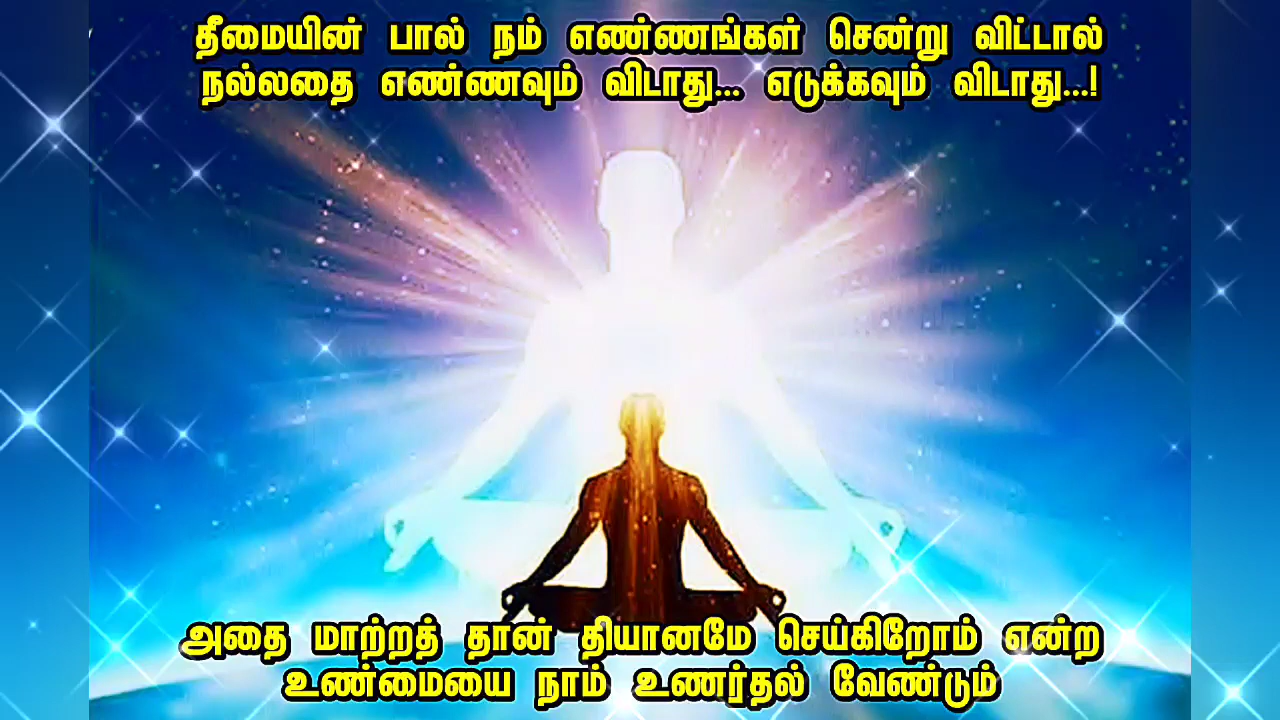 தீமையின் பால் நம் எண்ணங்கள் சென்று விட்டால்
நல்லதை எண்ணவும் விடாது... எடுக்கவும் விடாது...!
அதை மாற்றத் தான் தியானமே செய்கிறோம் என்ற
உண்மையை நாம் உணர்தல் வேண்டும்